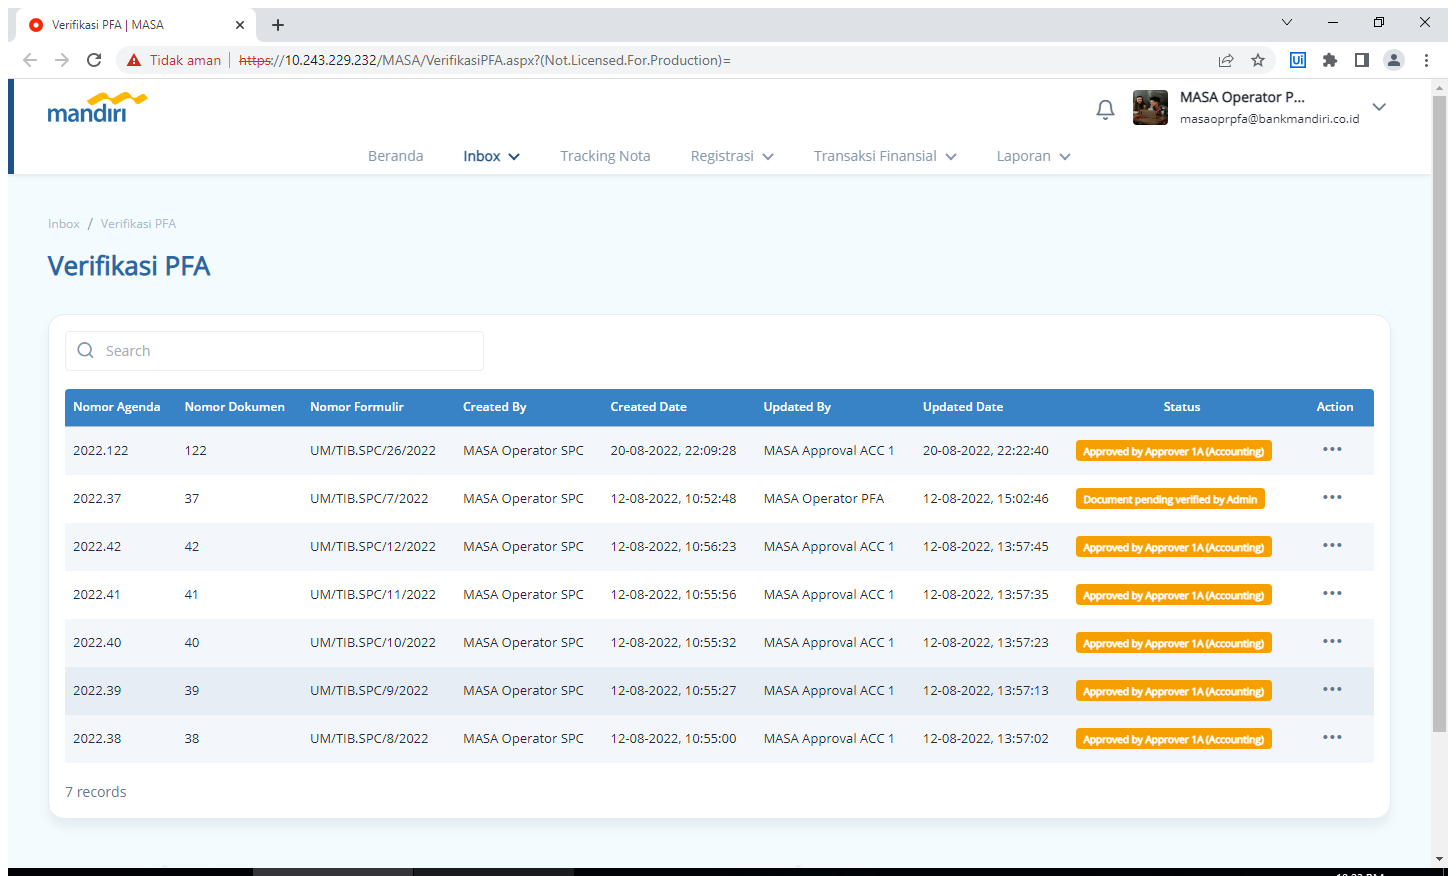 Verifikasi PFA | MASA
Tidak aman | https://10.243.229.232/MASA/VerifikasiPFA.aspx?(Not.Licensed.For.Production)=
Ui
mandiri
MASA Operator P...
masaoprpfa@bankmandiri.co.id
Beranda Inbox Tracking Nota Registrasi Transaksi Finansial Laporan
Inbox / Verifikasi PFA
Verifikasi PFA
Search
Nomor Agenda Nomor Dokumen Nomor Formulir Created By Created Date Updated By Updated Date Status Action
2022.122 122 UM/TIB.SPC/26/2022 MASA Operator SPC 20-08-2022, 22:09:28 MASA Approval ACC 1 20-08-2022, 22:22:40 Approved by Approver 1A (Accounting)
2022.37 37 UM/TIB.SPC/7/2022 MASA Operator SPC 12-08-2022, 10:52:48 MASA Operator PFA 12-08-2022, 15:02:46 Document pending verified by Admin
2022.42 42 UM/TIB.SPC/12/2022 MASA Operator SPC 12-08-2022, 10:56:23 MASA Approval ACC 1 12-08-2022, 13:57:45 Approved by Approver 1A (Accounting)
2022.41 41 UM/TIB.SPC/11/2022 MASA Operator SPC 12-08-2022, 10:55:56 MASA Approval ACC 1 12-08-2022, 13:57:35 Approved by Approver 1A (Accounting)
2022.40 40 UM/TIB.SPC/10/2022 MASA Operator SPC 12-08-2022, 10:55:32 MASA Approval ACC 1 12-08-2022, 13:57:23 Approved by Approver 1A (Accounting)
2022.39 39 UM/TIB.SPC/9/2022 MASA Operator SPC 12-08-2022, 10:55:27 MASA Approval ACC 1 12-08-2022, 13:57:13 Approved by Approver 1A (Accounting)
2022.38 38 UM/TIB.SPC/8/2022 MASA Operator SPC 12-08-2022, 10:55:00 MASA Approval ACC 1 12-08-2022, 13:57:02 Approved by Approver 1A (Accounting)
7 records